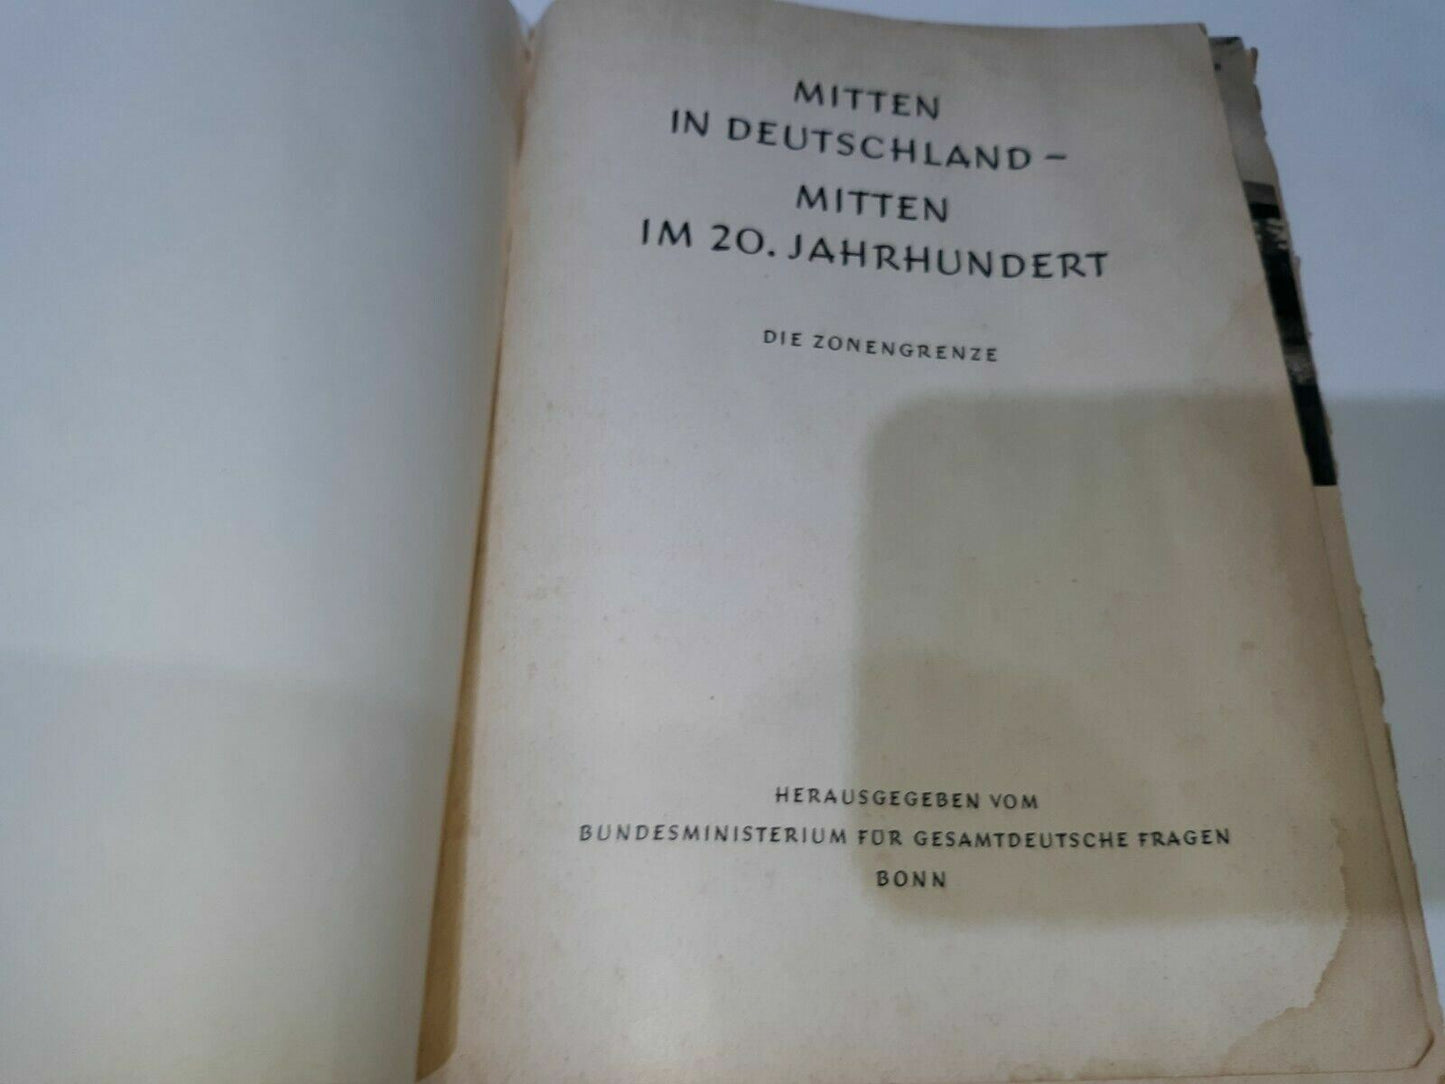 MITTEN
IN DEUTSCHLAND –
MITTEN
IM 20. JAHRHUNDERT
DIE ZONENGRENZE
HERAUSGEGEBEN VOM
BUNDESMINISTERIUM FÜR GESAMTDEUTSCHE FRAGEN
BONN